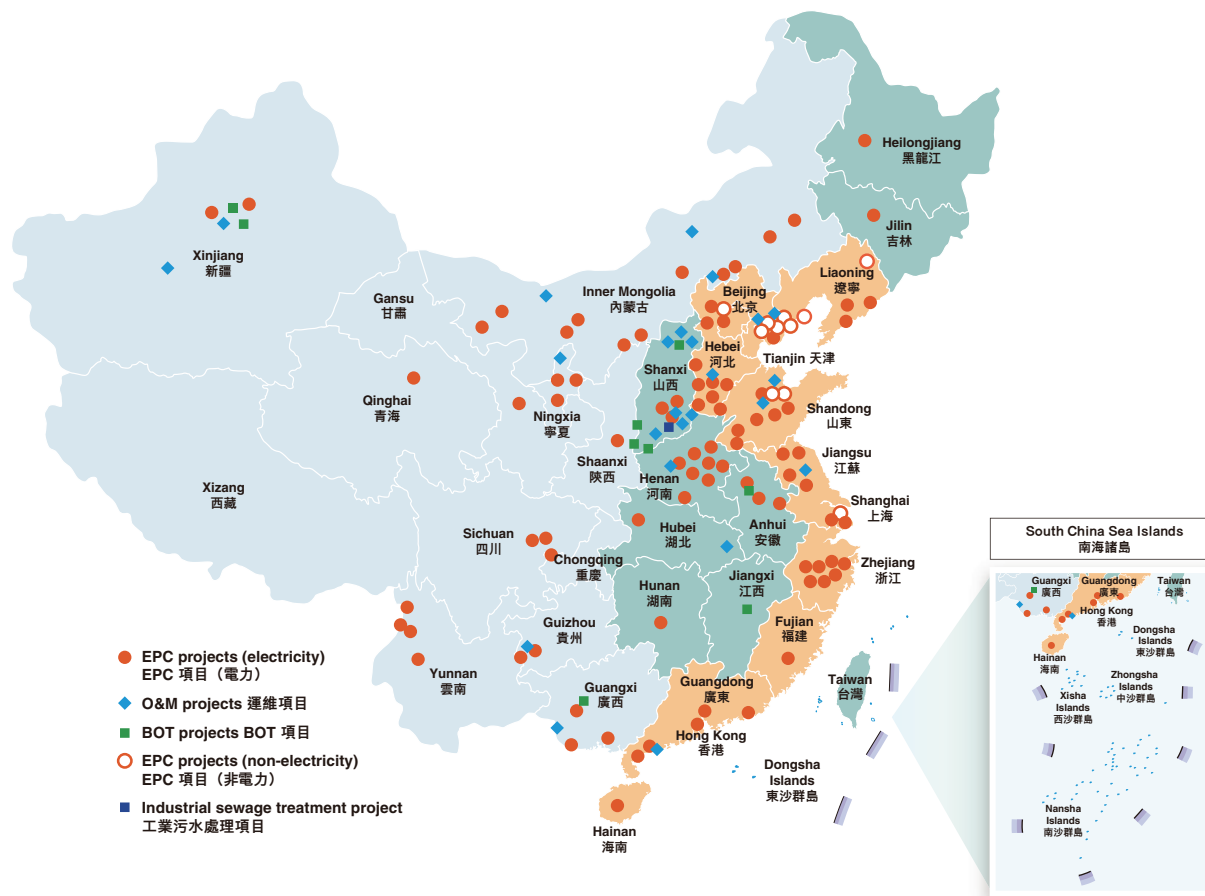 Heilongjiang
黑龍江
Jilin
吉林
Liaoning
遼寧
Xinjiang
新疆
Gansu
甘肅
Inner Mongolia
內蒙古
Beijing
北京
Hebei
河北
Tianjin 天津
Shanxi
山西
Qinghai
青海
Ningxia
寧夏
Shandong
山東
Shaanxi
陝西
Henan
河南
Jiangsu
江蘇
Xizang
西藏
Shanghai
上海
Anhui
安徽
Hubei
湖北
Sichuan
四川
Chongqing
重慶
Zhejiang
浙江
Hunan
湖南
Jiangxi
江西
Guizhou
貴州
Fujian
福建
Yunnan
雲南
Guangxi
廣西
Guangdong
廣東
Taiwan
台灣
Hong Kong
香港
Dongsha
Islands
東沙群島
Hainan
海南
EPC projects (electricity)
EPC 項目（電力）
O&M projects 運維項目
BOT projects BOT 項目
EPC projects (non-electricity)
EPC 項目（非電力）
Industrial sewage treatment project
工業污水處理項目
South China Sea Islands
南海諸島
Guangxi
廣西
Guangdong
廣東
Taiwan
台灣
Hong Kong
香港
Dongsha
Islands
東沙群島
Hainan
海南
Xisha
Islands
西沙群島
Zhongsha
Islands
中沙群島
Nansha
Islands
南沙群島